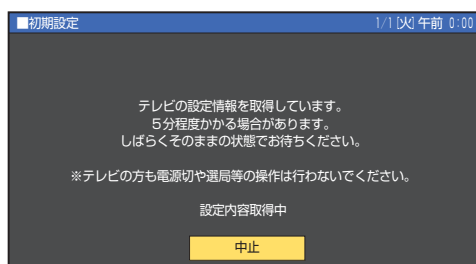 ■初期設定 1/1[火]午前 0:00
テレビの設定情報を取得しています。
5分程度かかる場合があります。
しばらくそのままの状態でお待ちください。
※テレビの方も電源切や選局等の操作は行わないでください。
設定内容取得中
中止